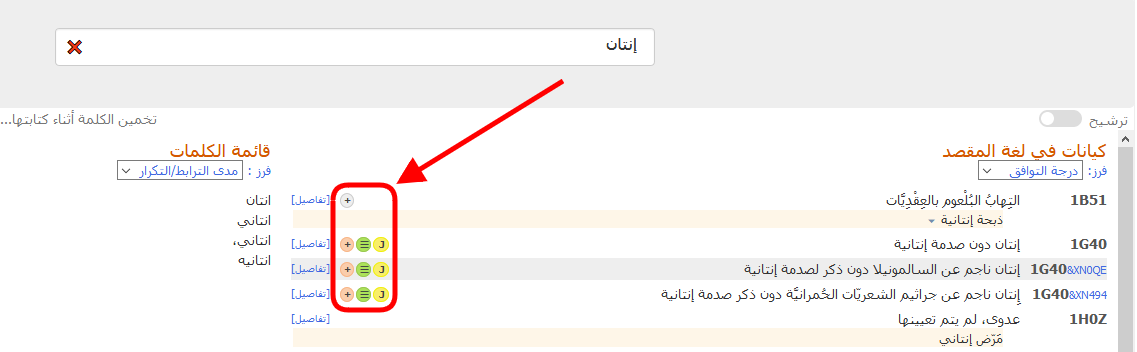 إنتان
ترشيح
تخمين الكلمة أثناء كتابتها...
كيانات في لغة المقصد
فرز: درجة التوافق
1B51 التِهابُ البُلْعوم بالعِقْدِيَّات + [تفاصيل]
ذبحة إنتانية
1G40 إنتان دون صدمة إنتانية J + [تفاصيل]
1G40&XN0QE إنتان ناجم عن السالمونيلا دون ذكر لصدمة إنتانية J + [تفاصيل]
1G40&XN494 إنتان ناجم عن جراثيم الشعريّات الحُمرانيَّة دون ذكر صدمة إنتانية J + [تفاصيل]
1H0Z عدوى، لم يتم تعيينها [تفاصيل]
مَرَض إنتاني
قائمة الكلمات
فرز: مدى الترابط/التكرار
انتان
انتاني
انتاني،
انتانيه